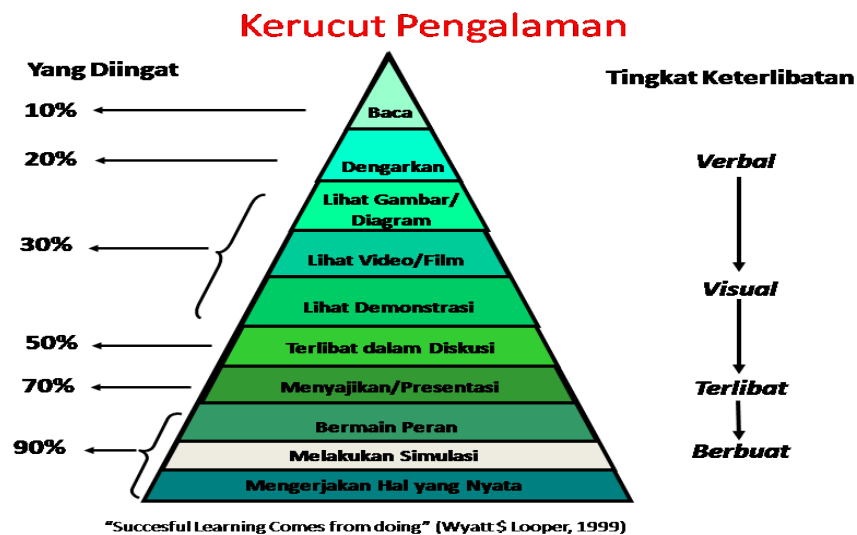 Kerucut Pengalaman
Yang Diingat
Tingkat Keterlibatan
10%
Baca
20%
Dengarkan
Verbal
Lihat Gambar/
Diagram
30%
Lihat Video/Film
Visual
Lihat Demonstrasi
50%
Terlibat dalam Diskusi
70%
Menyajikan/Presentasi
Terlibat
Bermain Peran
90%
Berbuat
Melakukan Simulasi
Mengerjakan Hal yang Nyata
“Succesful Learning Comes from doing” (Wyatt $ Looper, 1999)